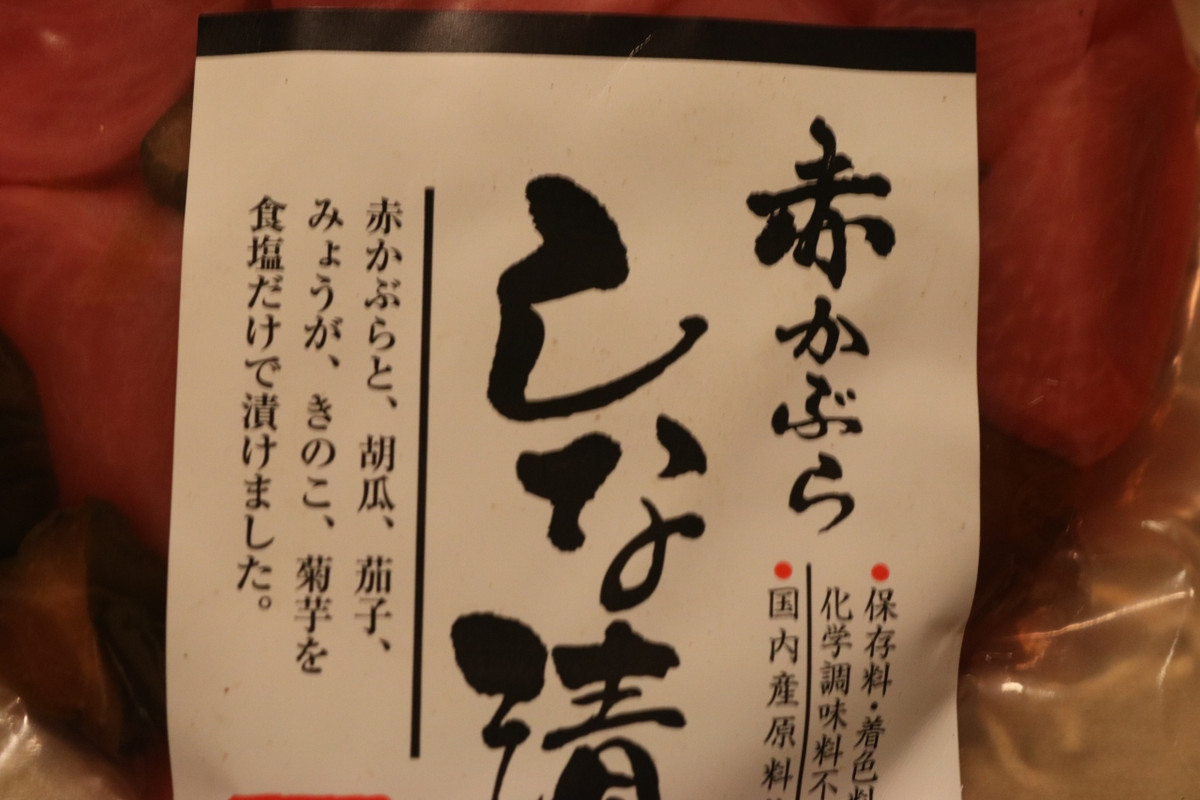 赤かぶら
保存料・着色料
化学調味料不
国内産原料
しな漬
赤かぶらと、胡瓜、茄子、
みょうが、きのこ、菊芋を
食塩だけで漬けました。